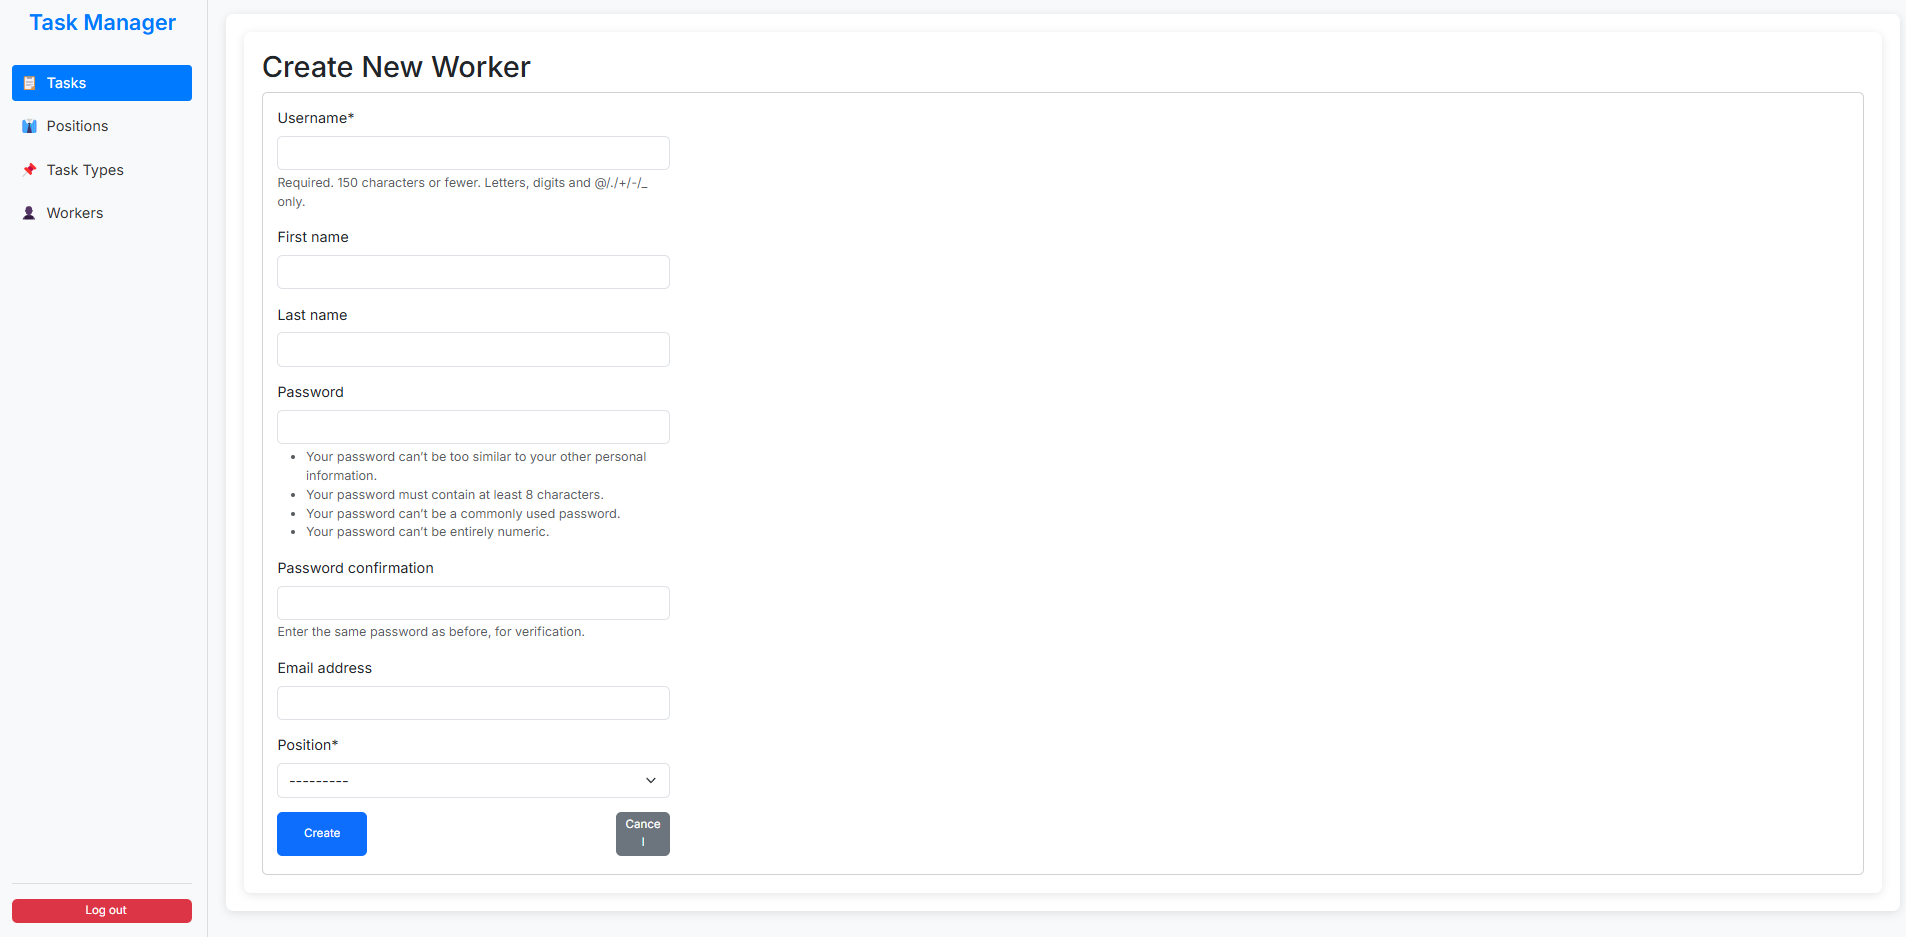 Task Manager
Tasks
Positions
Task Types
Workers
Log out
Create New Worker
Username*
Required. 150 characters or fewer. Letters, digits and @/./+/-/_
only.
First name
Last name
Password
Your password can’t be too similar to your other personal
information.
Your password must contain at least 8 characters.
Your password can’t be a commonly used password.
Your password can’t be entirely numeric.
Password confirmation
Enter the same password as before, for verification.
Email address
Position*
---------
Create
Cance
l